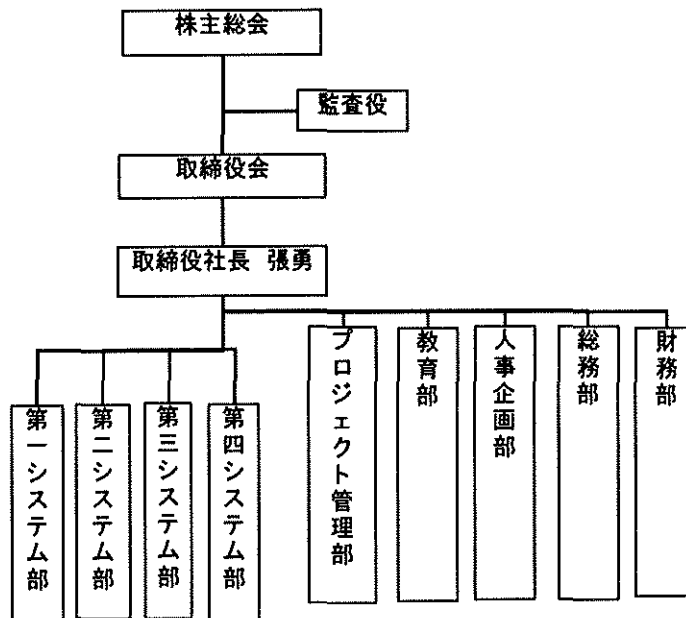 株主総会
監査役
取締役会
取締役社長 張勇
プロジェクト管理部
教育部
人事企画部
総務部
財務部
第一システム部
第二システム部
第三システム部
第四システム部